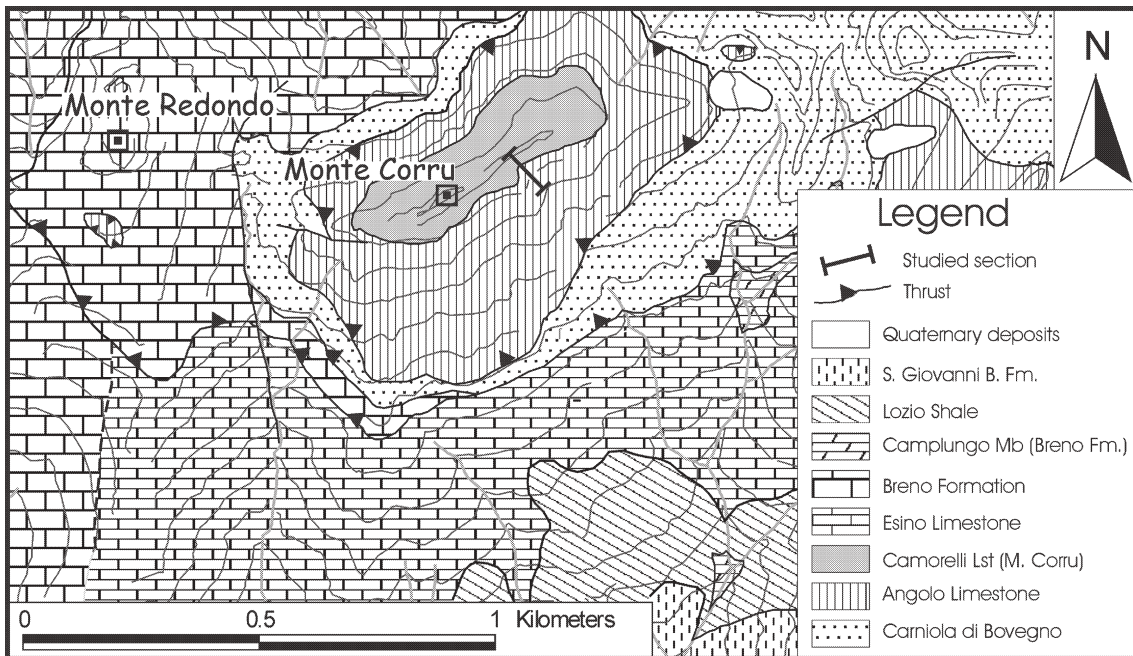 Monte Redondo
Monte Corru
N
Legend
Studied section
Thrust
Quaternary deposits
S. Giovanni B. Fm.
Lozio Shale
Camplungo Mb (Breno Fm.)
Breno Formation
Esino Limestone
Camorelli Lst (M. Corru)
Angolo Limestone
Carniola di Bovegno
0 0.5 1 Kilometers